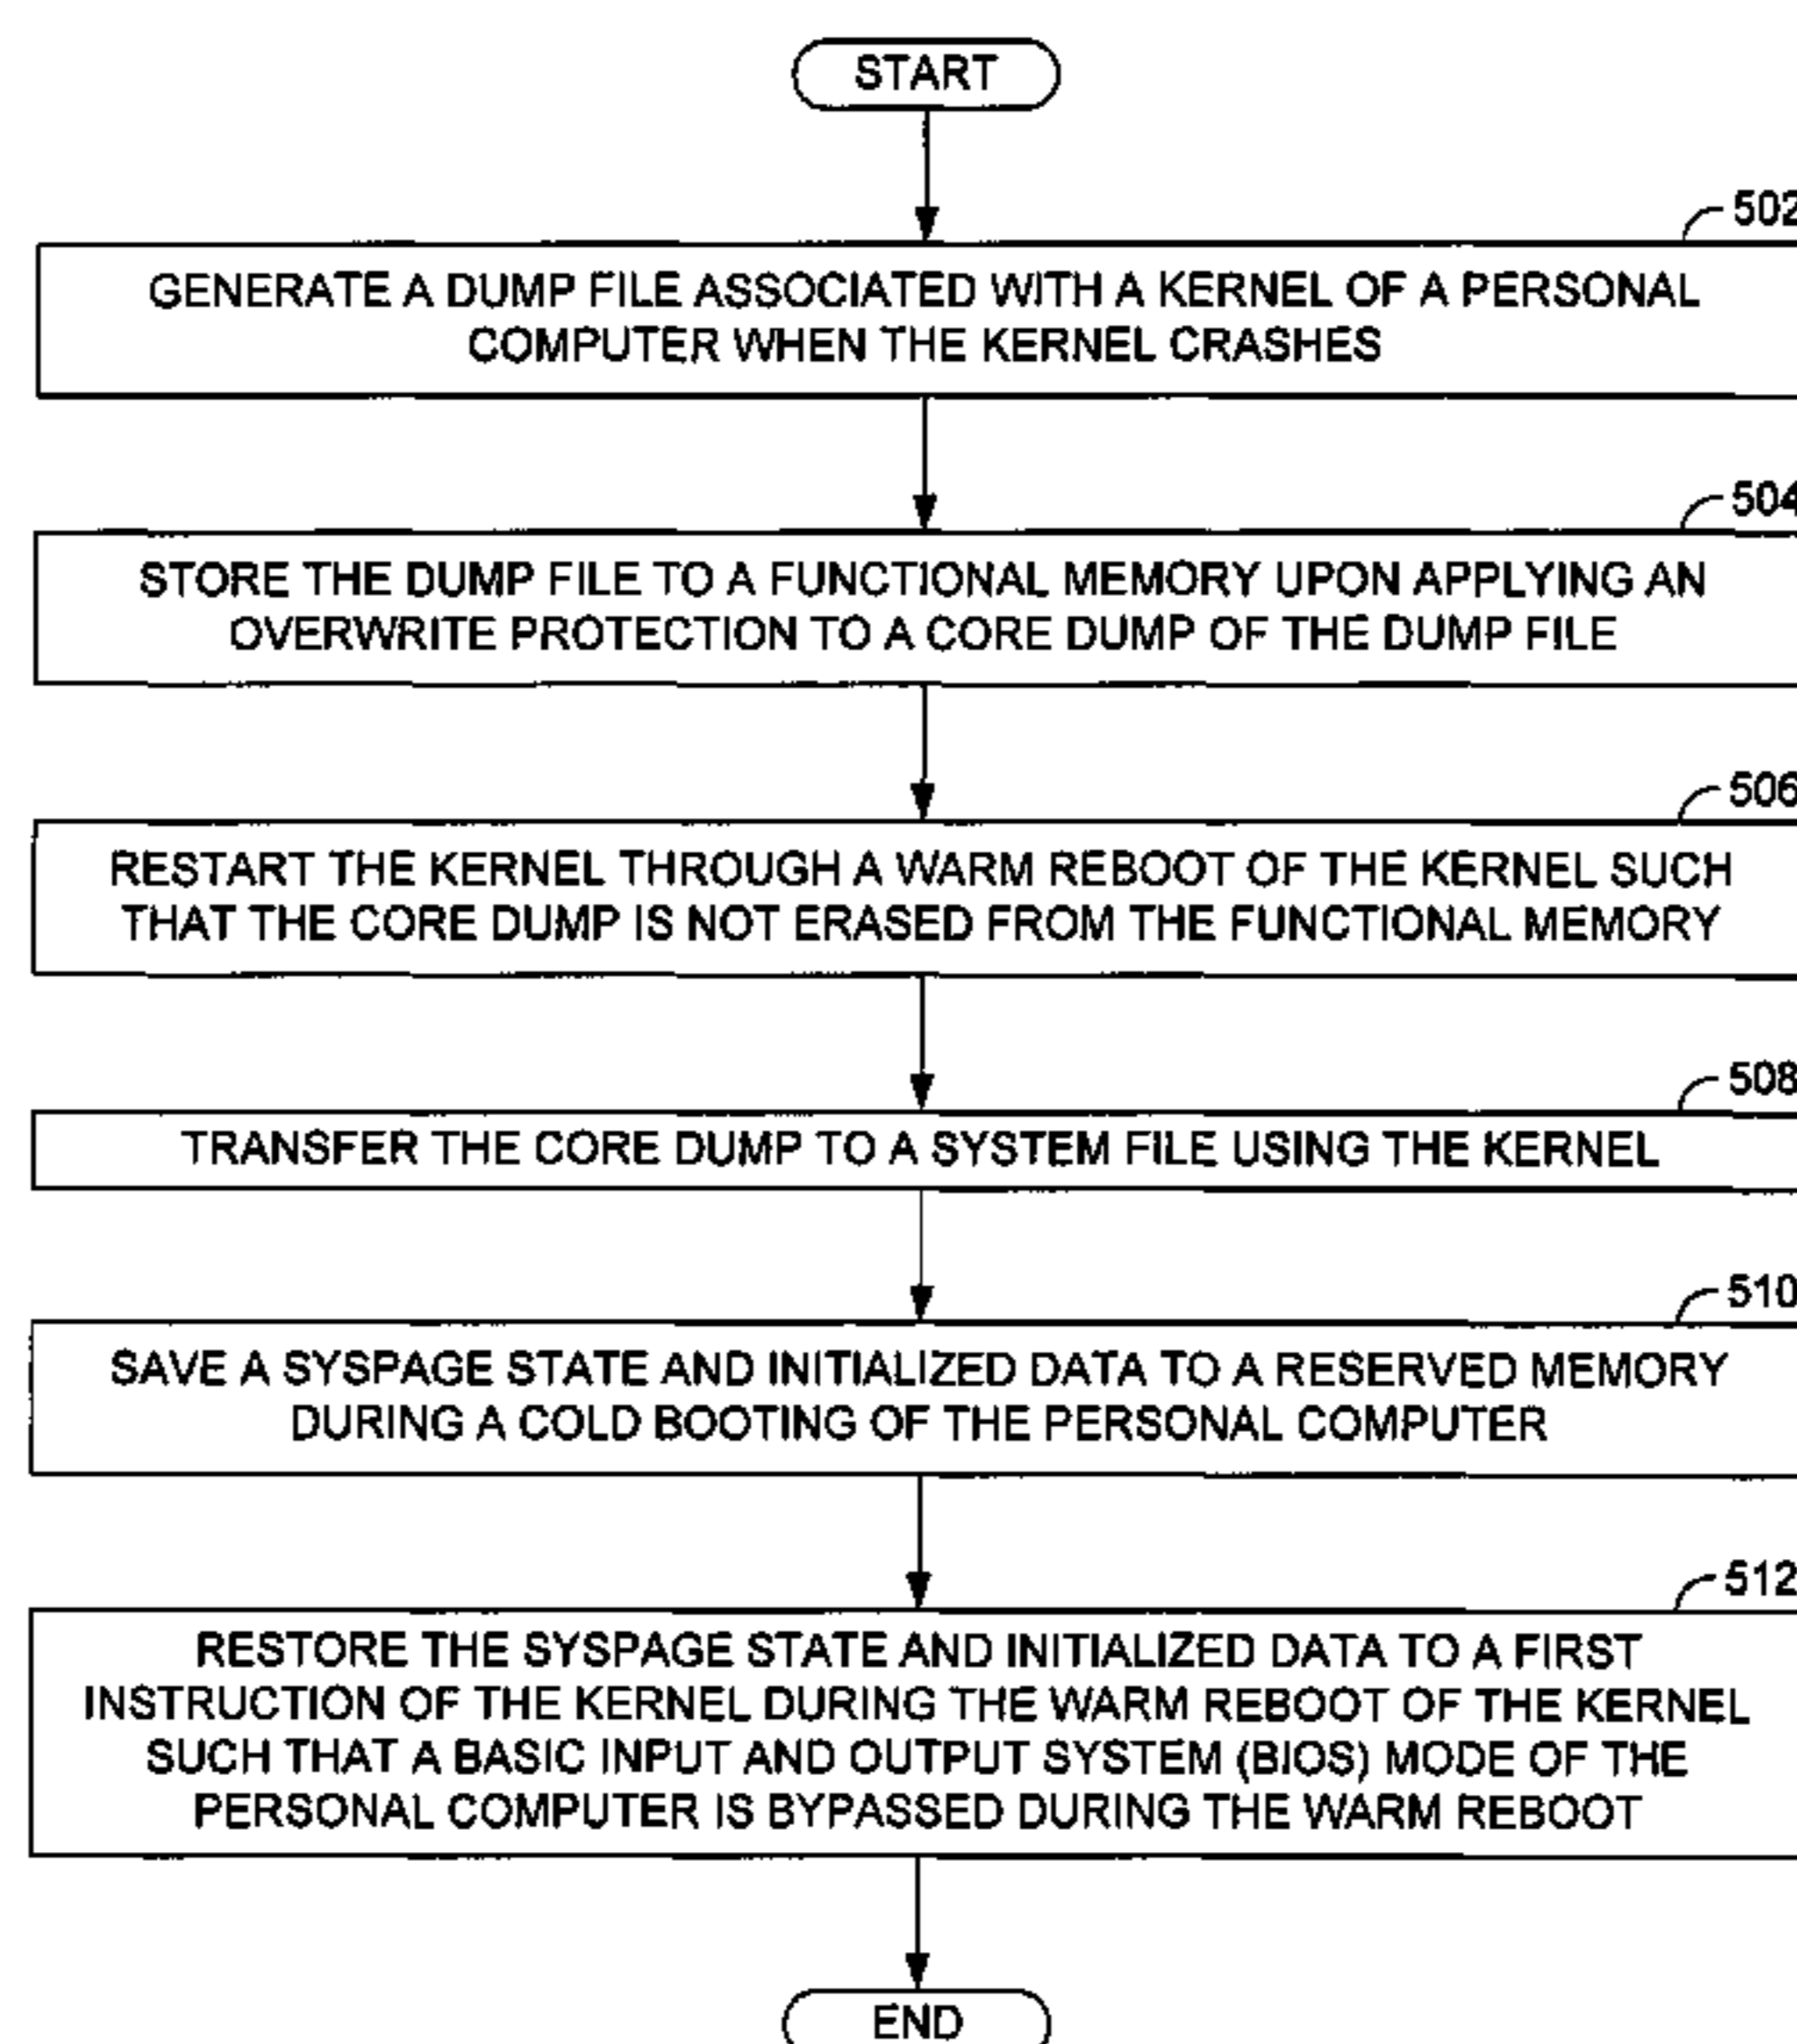 START
502
GENERATE A DUMP FILE ASSOCIATED WITH A KERNEL OF A PERSONAL
COMPUTER WHEN THE KERNEL CRASHES
504
STORE THE DUMP FILE TO A FUNCTIONAL MEMORY UPON APPLYING AN
OVERWRITE PROTECTION TO A CORE DUMP OF THE DUMP FILE
506
RESTART THE KERNEL THROUGH A WARM REBOOT OF THE KERNEL SUCH
THAT THE CORE DUMP IS NOT ERASED FROM THE FUNCTIONAL MEMORY
508
TRANSFER THE CORE DUMP TO A SYSTEM FILE USING THE KERNEL
510
SAVE A SYSPAGE STATE AND INITIALIZED DATA TO A RESERVED MEMORY
DURING A COLD BOOTING OF THE PERSONAL COMPUTER
512
RESTORE THE SYSPAGE STATE AND INITIALIZED DATA TO A FIRST
INSTRUCTION OF THE KERNEL DURING THE WARM REBOOT OF THE KERNEL
SUCH THAT A BASIC INPUT AND OUTPUT SYSTEM (BIOS) MODE OF THE
PERSONAL COMPUTER IS BYPASSED DURING THE WARM REBOOT
END